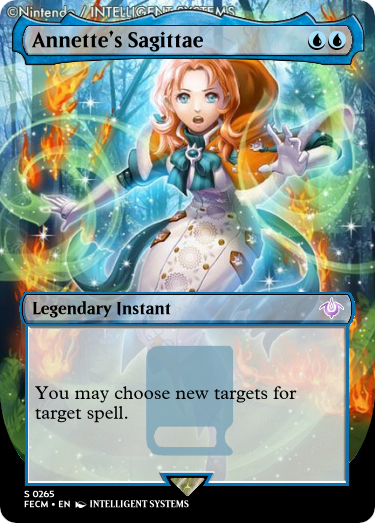 ©Nintendo // INTELLIGENT SYSTEMS
Annette's Sagittae
Legendary Instant
You may choose new targets for
target spell.
S 0265
FECM • EN INTELLIGENT SYSTEMS